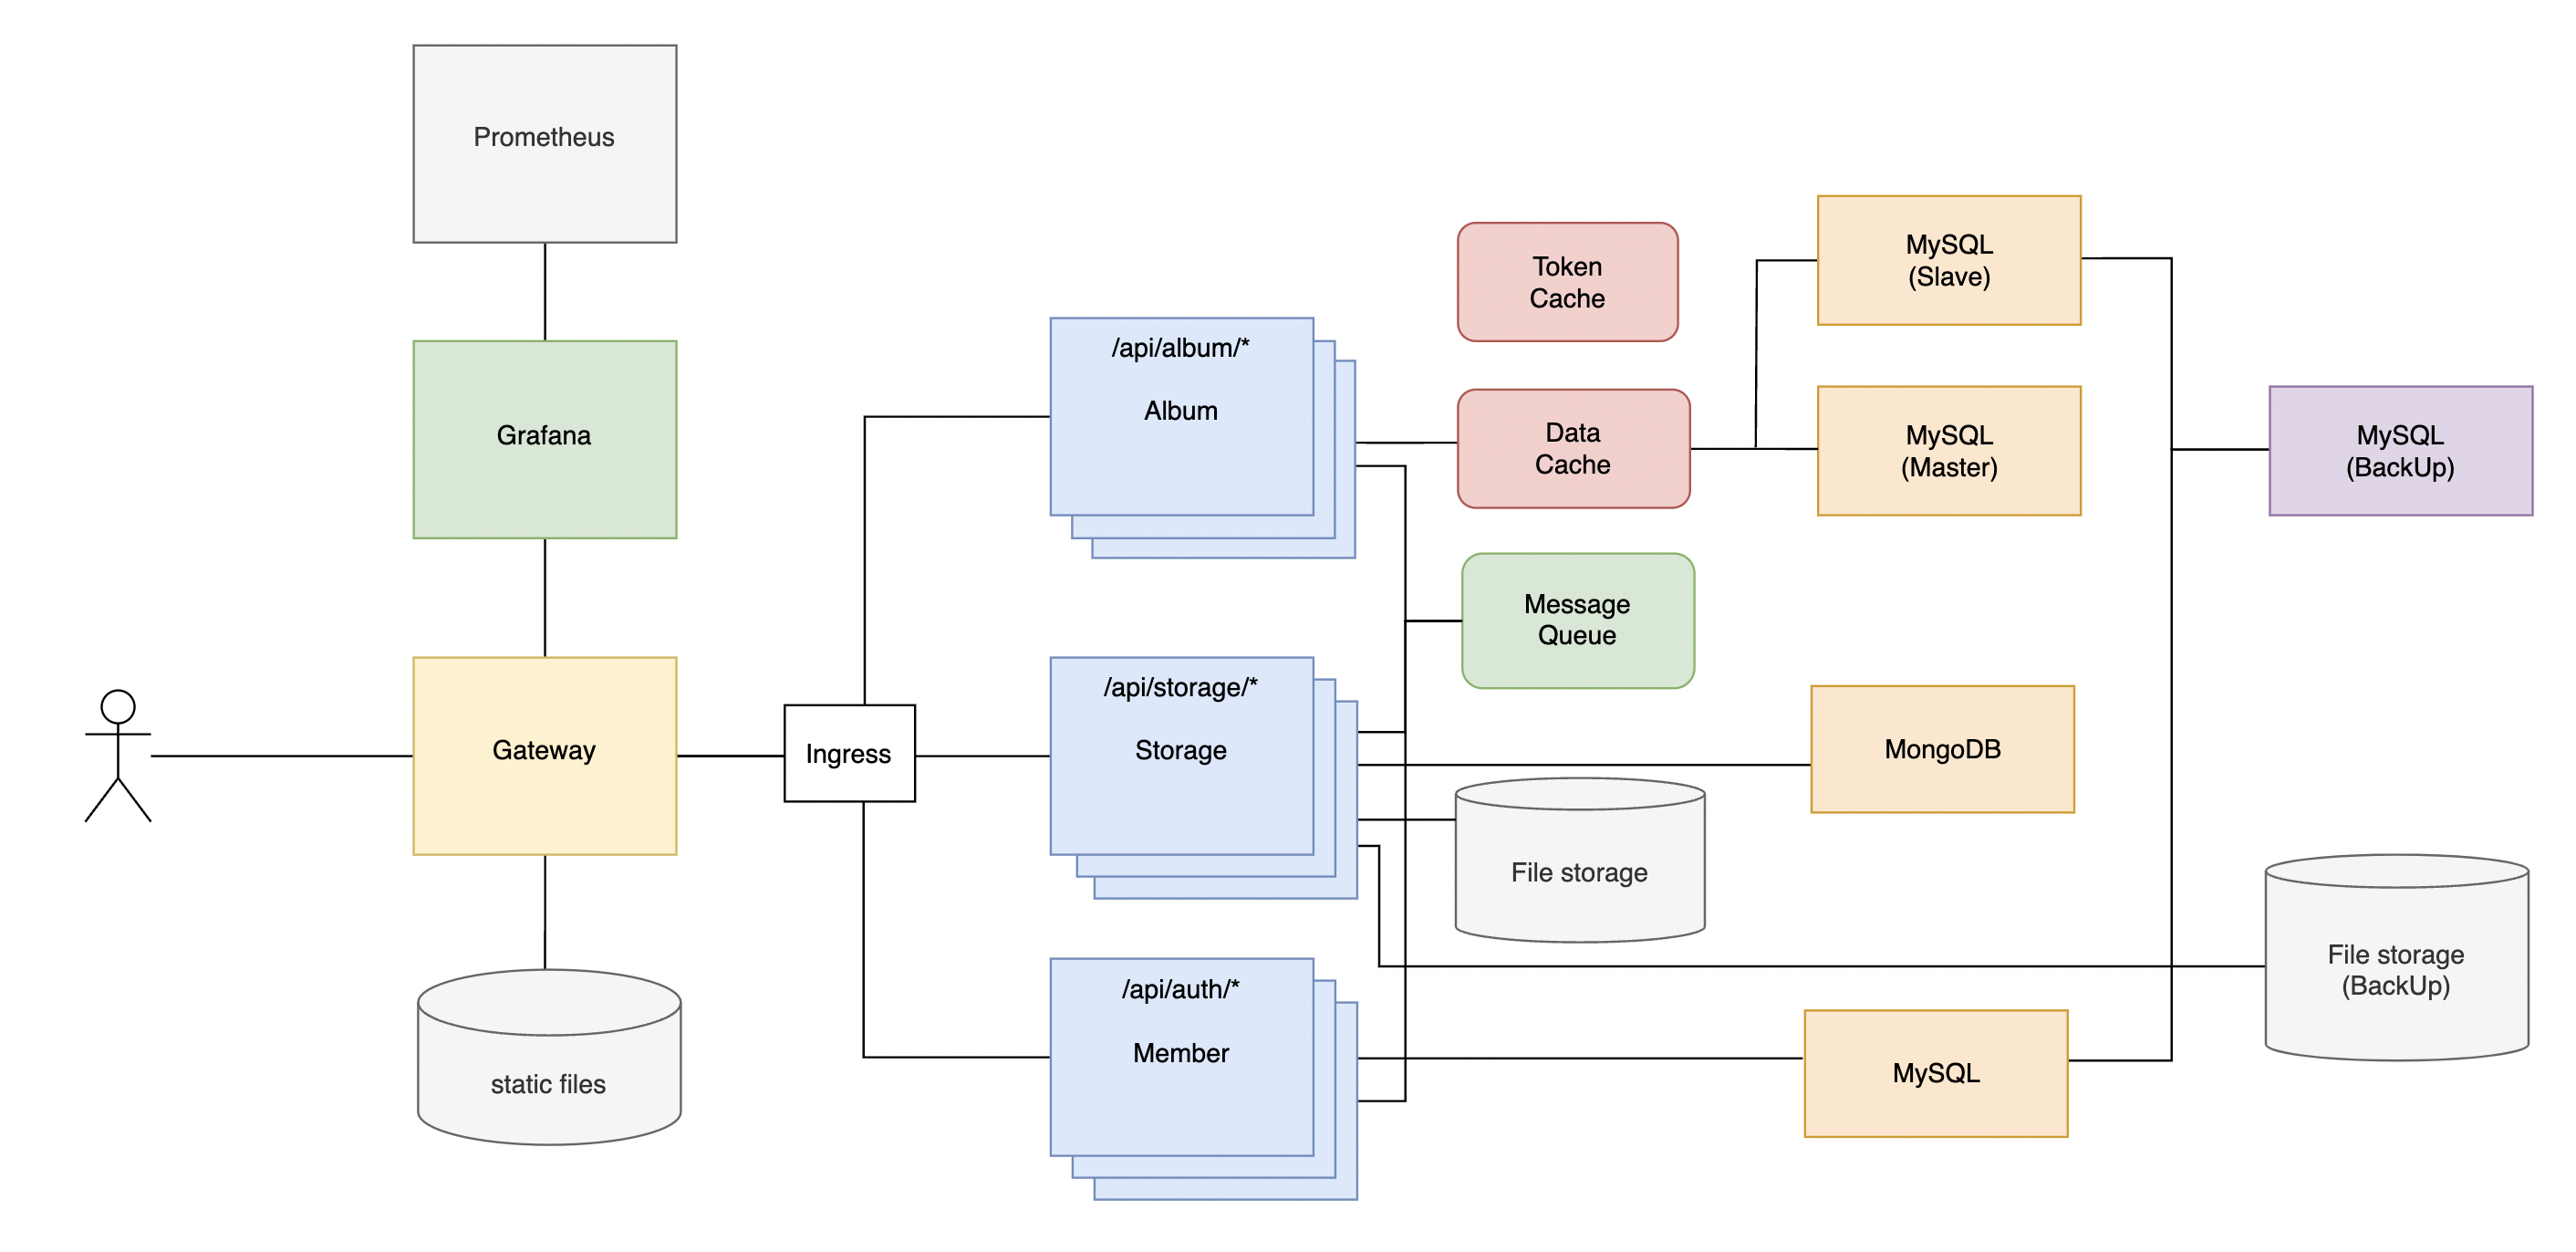 Prometheus
Grafana
Gateway
static files
Ingress
/api/album/*
Album
/api/storage/*
Storage
/api/auth/*
Member
Token
Cache
Data
Cache
Message
Queue
File storage
MySQL
(Slave)
MySQL
(Master)
MongoDB
MySQL
MySQL
(BackUp)
File storage
(BackUp)